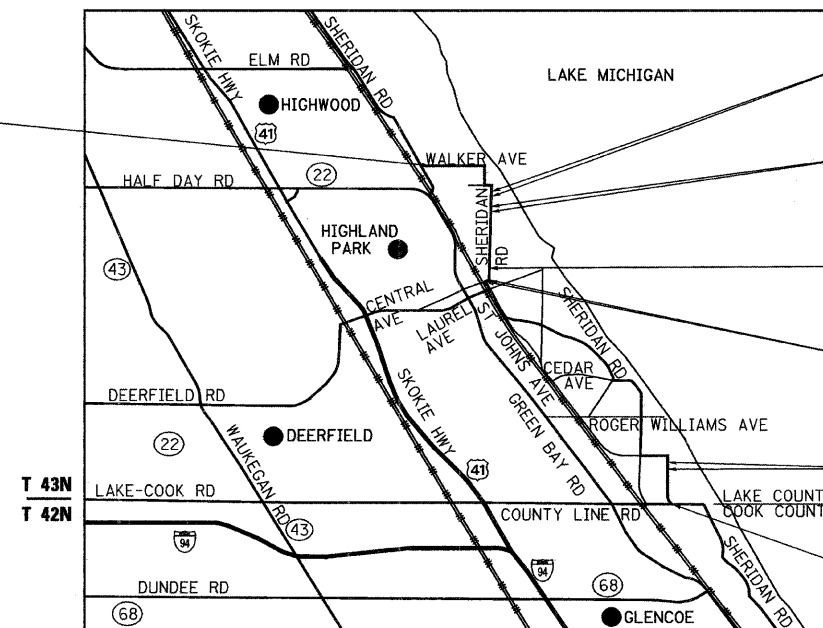 SKOKIE HWY
SHERIDAN RD
ELM RD
LAKE MICHIGAN
HIGHWOOD
41
WALKER AVE
22
HALF DAY RD
SHERIDAN
RD
HIGHLAND
PARK
43
CENTRAL
AVE
LAUREL
AVE
ST JOHNS AVE
SHERIDAN RD
CEDAR
AVE
SKOKIE HWY
DEERFIELD RD
GREEN BAY RD
ROGER WILLIAMS AVE
22
DEERFIELD
WAUKEGAN RD
41
T 43N
LAKE-COOK RD
LAKE COUNT
T 42N
COUNTY LINE RD
COOK COUNT
43
94
94
SHERIDAN RD
DUNDEE RD
68
68
GLENCOE